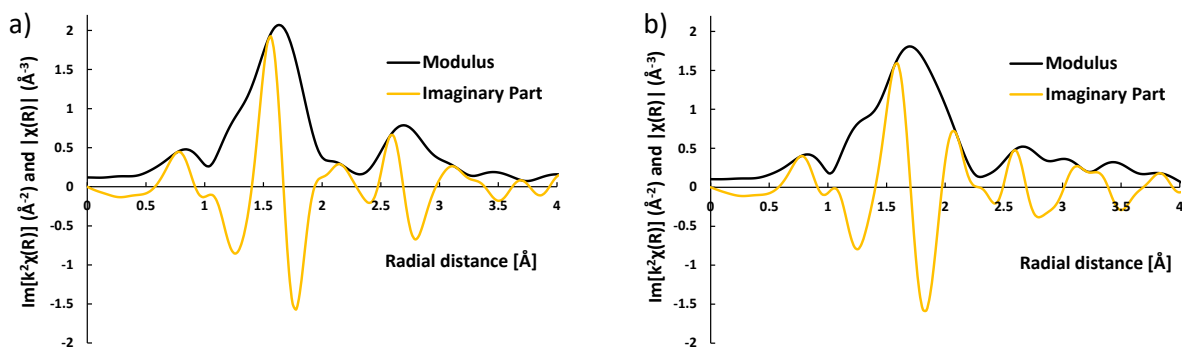 a)
Im[k²χ(R)] (Å⁻²) and |χ(R)| (Å⁻³)
2
1.5
1
0.5
0
-0.5
-1
-1.5
-2
0 0.5 1 1.5 2 2.5 3 3.5 4
Modulus
Imaginary Part
Radial distance [Å]
b)
Im[k²χ(R)] (Å⁻²) and |χ(R)| (Å⁻³)
2
1.5
1
0.5
0
-0.5
-1
-1.5
-2
0 0.5 1 1.5 2 2.5 3 3.5 4
Modulus
Imaginary Part
Radial distance [Å]